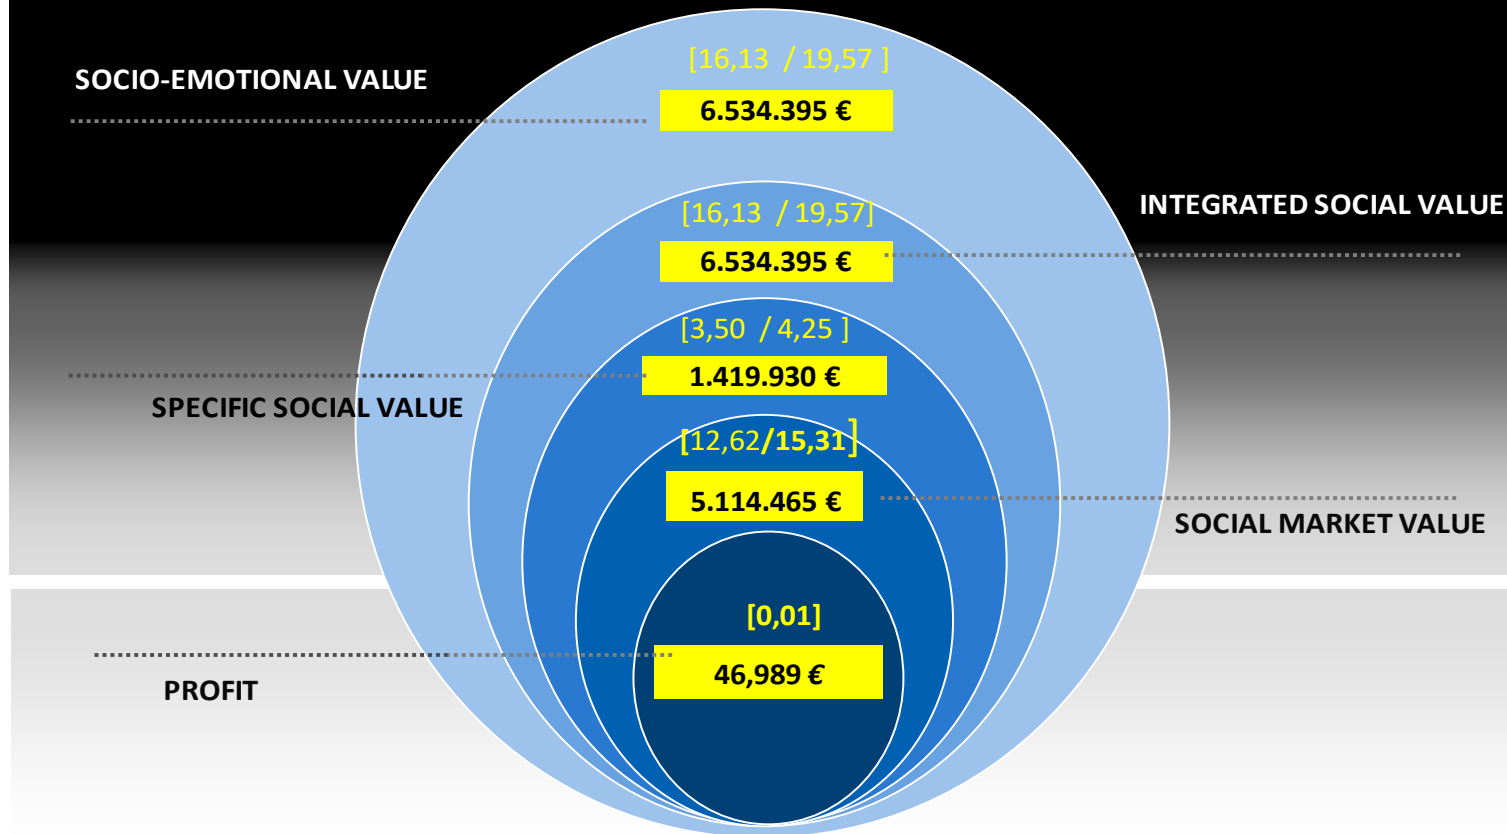 [16,13 / 19,57 ]
SOCIO-EMOTIONAL VALUE
6.534.395 €
[16,13 / 19,57]
INTEGRATED SOCIAL VALUE
6.534.395 €
[3,50 / 4,25 ]
1.419.930 €
SPECIFIC SOCIAL VALUE
[12,62/15,31]
5.114.465 €
SOCIAL MARKET VALUE
[0,01]
46,989 €
PROFIT